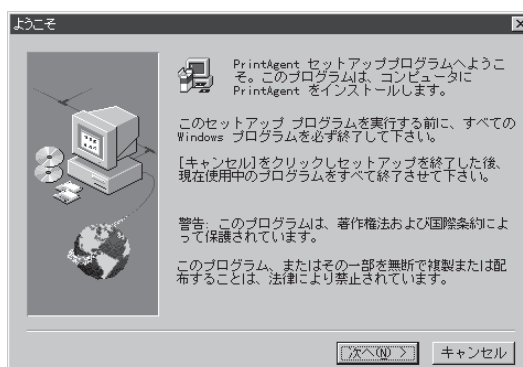 ようこそ
PrintAgent セットアッププログラムへようこ
そ。このプログラムは、コンピュータに
PrintAgent をインストールします。
このセットアップ プログラムを実行する前に、すべての
Windows プログラムを必ず終了して下さい。
[キャンセル]をクリックしセットアップを終了した後、
現在使用中のプログラムをすべて終了させて下さい。
警告: このプログラムは、著作権法および国際条約によ
って保護されています。
このプログラム、またはその一部を無断で複製または配
布することは、法律により禁止されています。
次へ(N) >
キャンセル